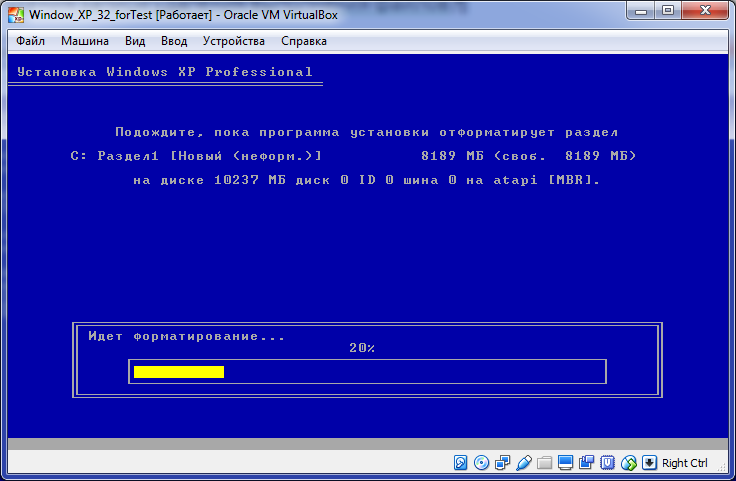 Window_XP_32_forTest [Работает] - Oracle VM VirtualBox
Файл Машина Вид Ввод Устройства Справка
Установка Windows XP Professional
Подождите, пока программа установки отформатирует раздел
C: Раздел1 [Новый (неформ.)] 8189 МБ (своб. 8189 МБ)
на диске 10237 МБ диск 0 ID 0 шина 0 на atapi [MBR].
Идет форматирование...
20%
Right Ctrl